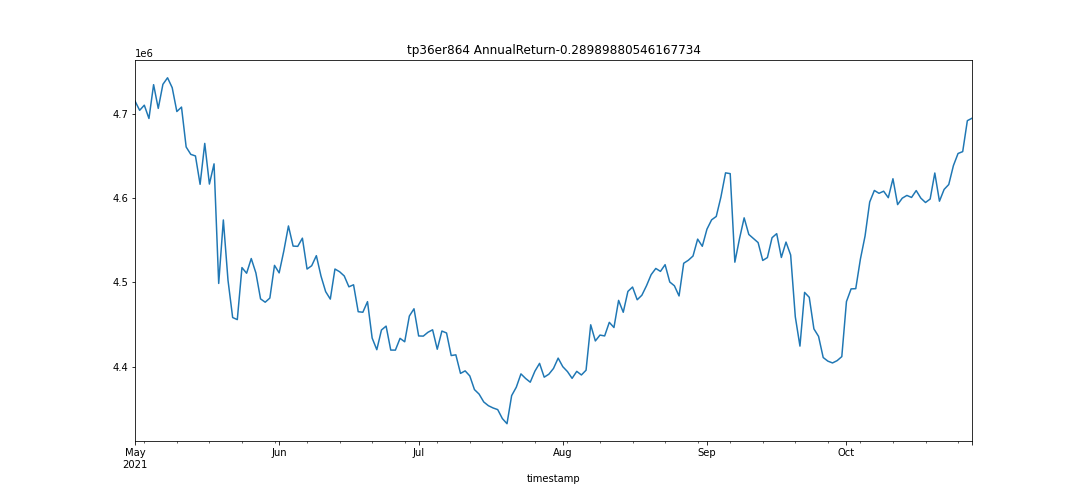 tp36er864 AnnualReturn-0.28989880546167734
1e6
4.7
4.6
4.5
4.4
May Jun Jul Aug Sep Oct
2021
timestamp